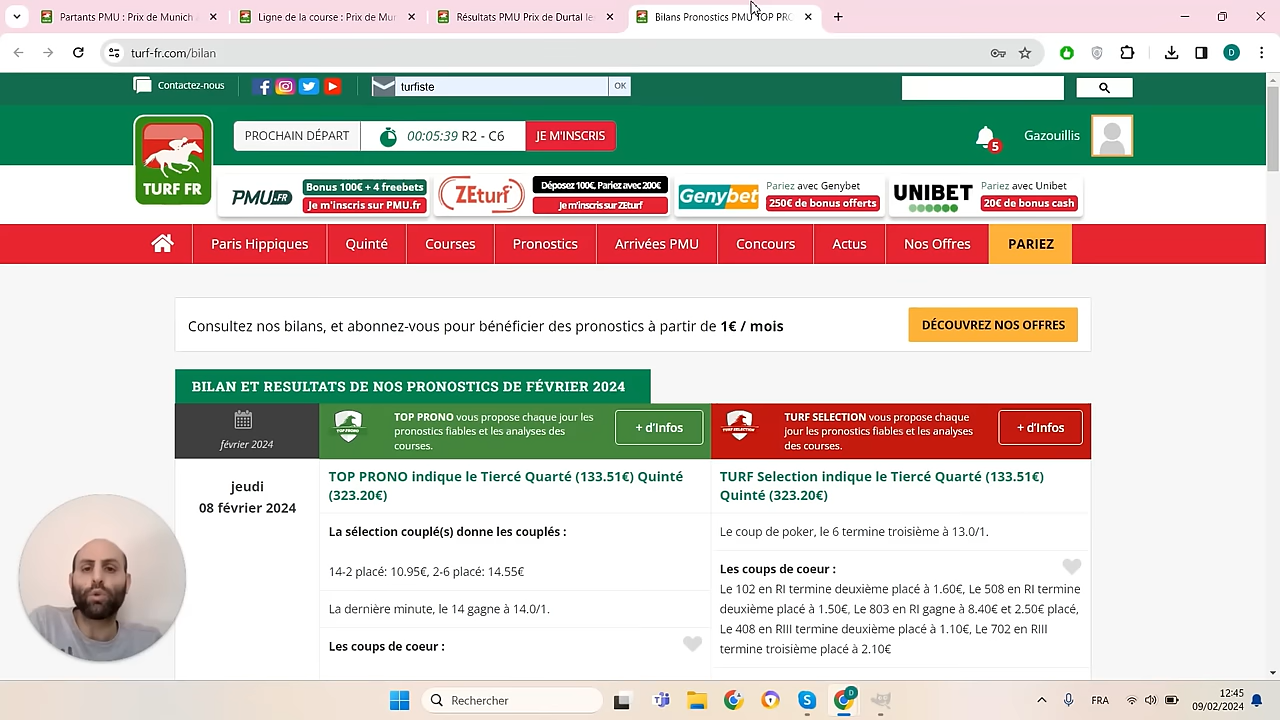 Partants PMU : Prix de Munich
Ligne de la course : Prix de Mu
Résultats PMU Prix de Durtal le
Bilans Pronostics PMU TOP PRO
turf-fr.com/bilan
D
Contactez-nous
turfiste
OK
PROCHAIN DÉPART
00:05:39 R2 - C6
JE M'INSCRIS
5
Gazouillis
TURF FR
PMU.FR
Bonus 100€ + 4 freebets
Je m'inscris sur PMU.fr
ZEturf
Déposez 100€, Pariez avec 200€
Je m'inscris sur ZEturf
Genybet
Pariez avec Genybet
250€ de bonus offerts
UNIBET
Pariez avec Unibet
20€ de bonus cash
Paris Hippiques
Quinté
Courses
Pronostics
Arrivées PMU
Concours
Actus
Nos Offres
PARIEZ
Consultez nos bilans, et abonnez-vous pour bénéficier des pronostics à partir de 1€ / mois
DÉCOUVREZ NOS OFFRES
BILAN ET RESULTATS DE NOS PRONOSTICS DE FÉVRIER 2024
février 2024
TOP PRONO
TOP PRONO vous propose chaque jour les
pronostics fiables et les analyses des
courses.
+ d'Infos
TURF SELECTION
TURF SELECTION vous propose chaque
jour les pronostics fiables et les analyses
des courses.
+ d'Infos
jeudi
08 février 2024
TOP PRONO indique le Tiercé Quarté (133.51€) Quinté
(323.20€)
La sélection couplé(s) donne les couplés :
14-2 placé: 10.95€, 2-6 placé: 14.55€
La dernière minute, le 14 gagne à 14.0/1.
Les coups de coeur :
TURF Selection indique le Tiercé Quarté (133.51€)
Quinté (323.20€)
Le coup de poker, le 6 termine troisième à 13.0/1.
Les coups de coeur :
Le 102 en RI termine deuxième placé à 1.60€, Le 508 en RI termine
deuxième placé à 1.50€, Le 803 en RI gagne à 8.40€ et 2.50€ placé,
Le 408 en RIII termine deuxième placé à 1.10€, Le 702 en RIII
termine troisième placé à 2.10€
Rechercher
FRA
12:45
09/02/2024